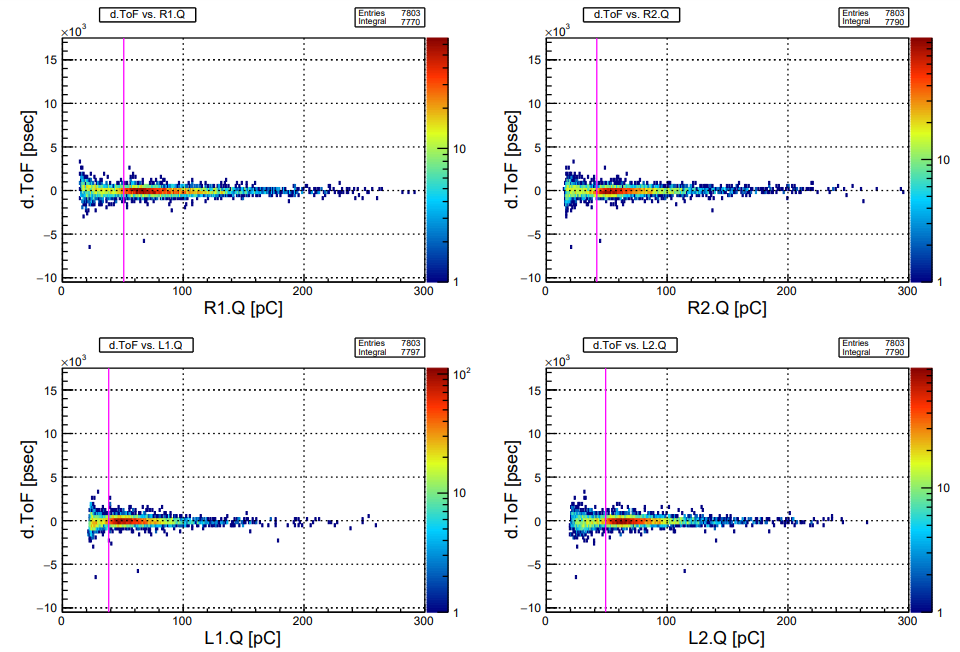 d.ToF vs. R1.Q
Entries 7803
Integral 7770
×10³
15
10
5
0
−5
−10
d.ToF [psec]
0 100 200 300
R1.Q [pC]
10
1
d.ToF vs. R2.Q
Entries 7803
Integral 7790
×10³
15
10
5
0
−5
−10
d.ToF [psec]
0 100 200 300
R2.Q [pC]
10
1
d.ToF vs. L1.Q
Entries 7803
Integral 7797
×10³
15
10
5
0
−5
−10
d.ToF [psec]
0 100 200 300
L1.Q [pC]
10²
10
1
d.ToF vs. L2.Q
Entries 7803
Integral 7790
×10³
15
10
5
0
−5
−10
d.ToF [psec]
0 100 200 300
L2.Q [pC]
10
1